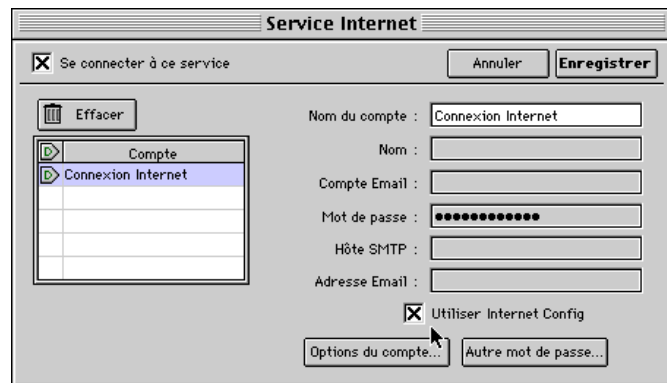 Service Internet
Se connecter à ce service
Annuler
Enregistrer
Effacer
Nom du compte : Connexion Internet
Compte
Nom :
Connexion Internet
Compte Email :
Mot de passe : ●●●●●●●●●●●●
Hôte SMTP :
Adresse Email :
Utiliser Internet Config
Options du compte...
Autre mot de passe...